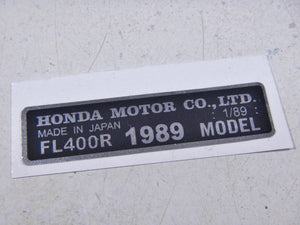 HONDA MOTOR CO.,LTD.
MADE IN JAPAN : 1/89 :
FL400R 1989 MODEL